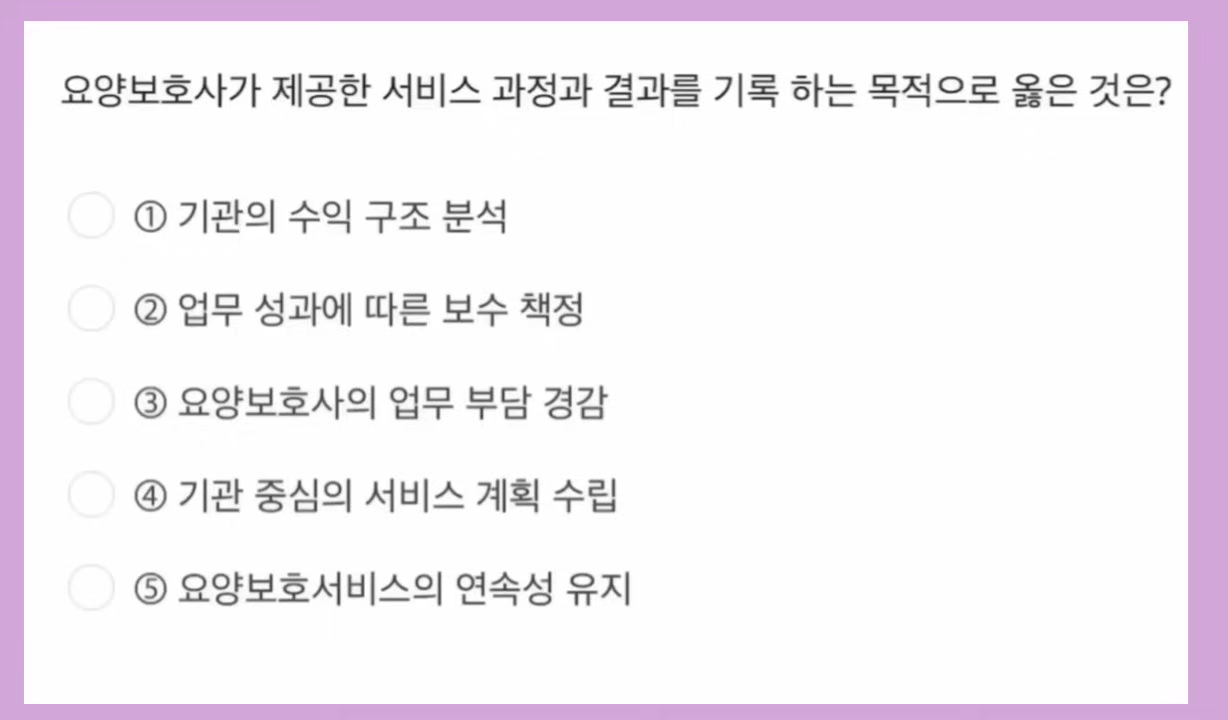 요양보호사가 제공한 서비스 과정과 결과를 기록 하는 목적으로 옳은 것은?
① 기관의 수익 구조 분석
② 업무 성과에 따른 보수 책정
③ 요양보호사의 업무 부담 경감
④ 기관 중심의 서비스 계획 수립
⑤ 요양보호서비스의 연속성 유지